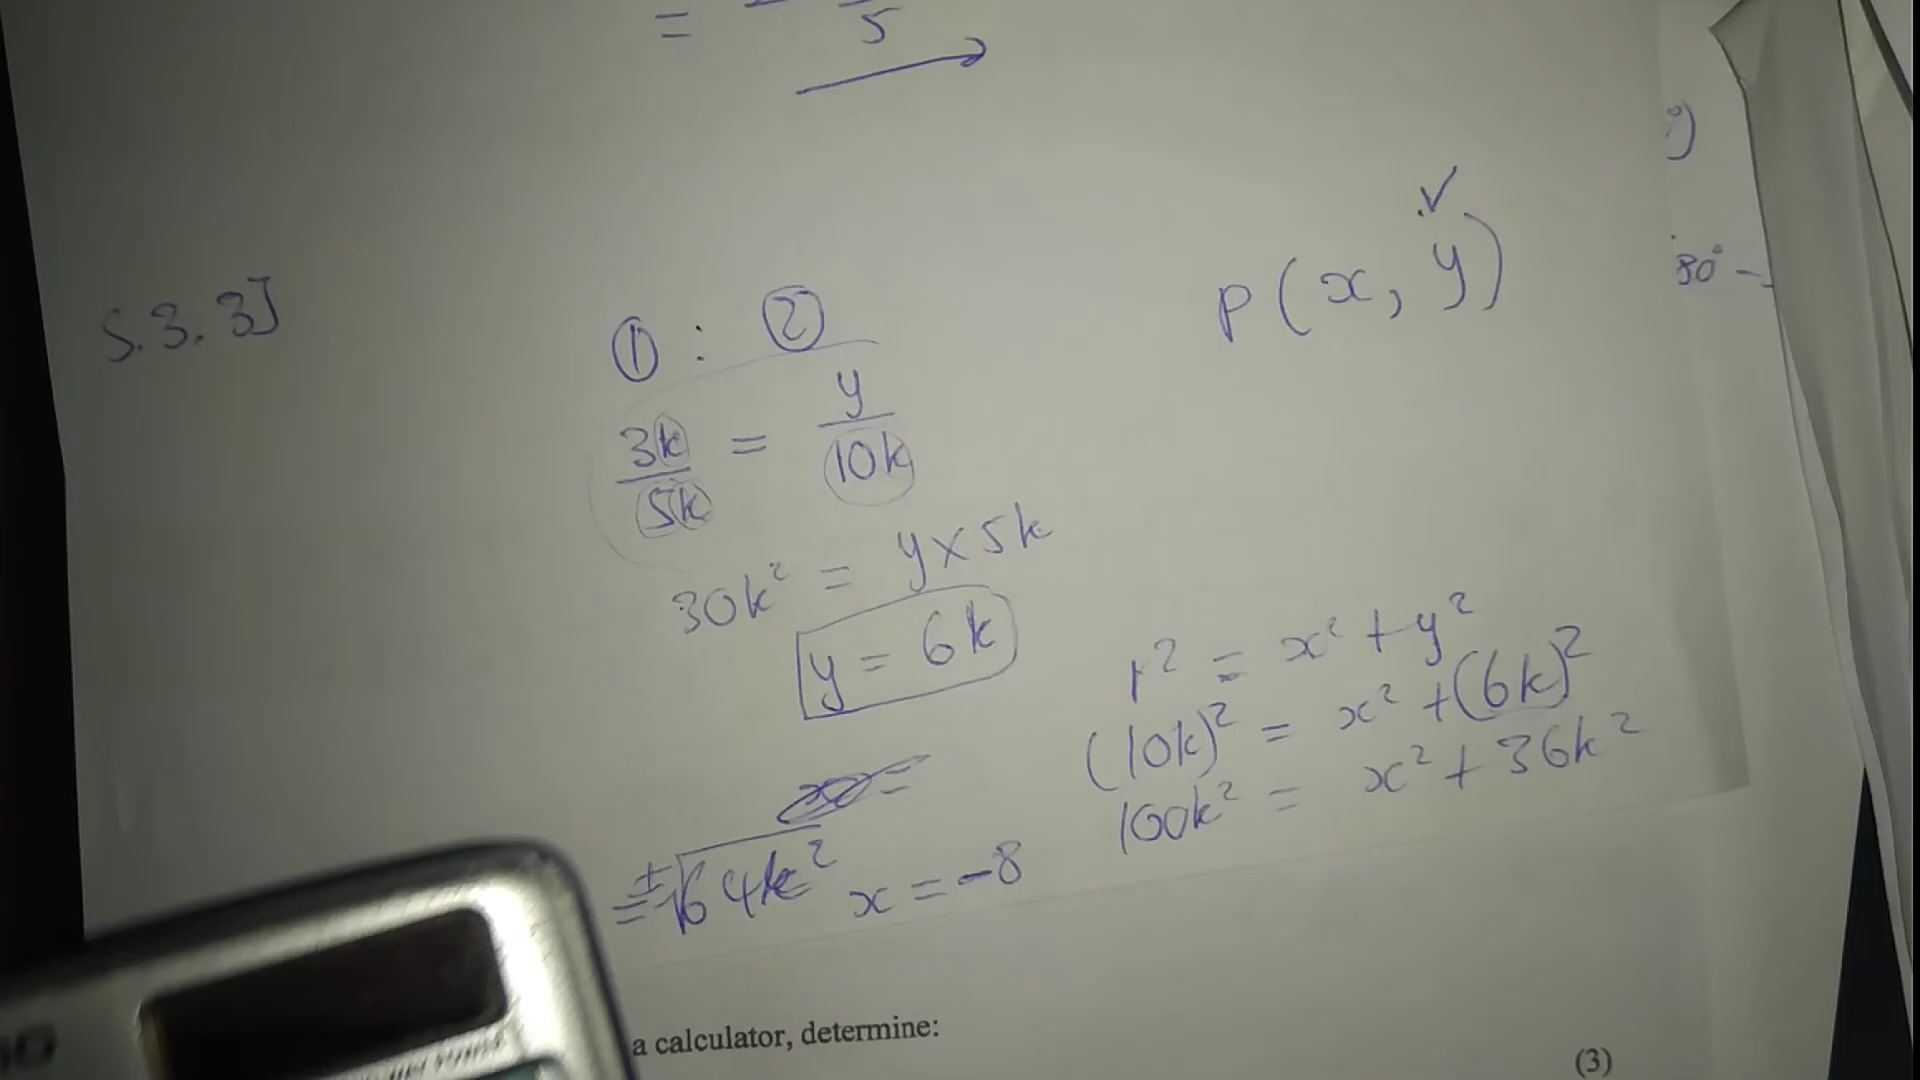 = 5
5.3.3]
① : ②
3k/5k = y/10k
30k² = y × 5k
y = 6k
P(x, y)
r² = x² + y²
(10k)² = x² + (6k)²
100k² = x² + 36k²
= ±√64k² x = -8
a calculator, determine:
(3)